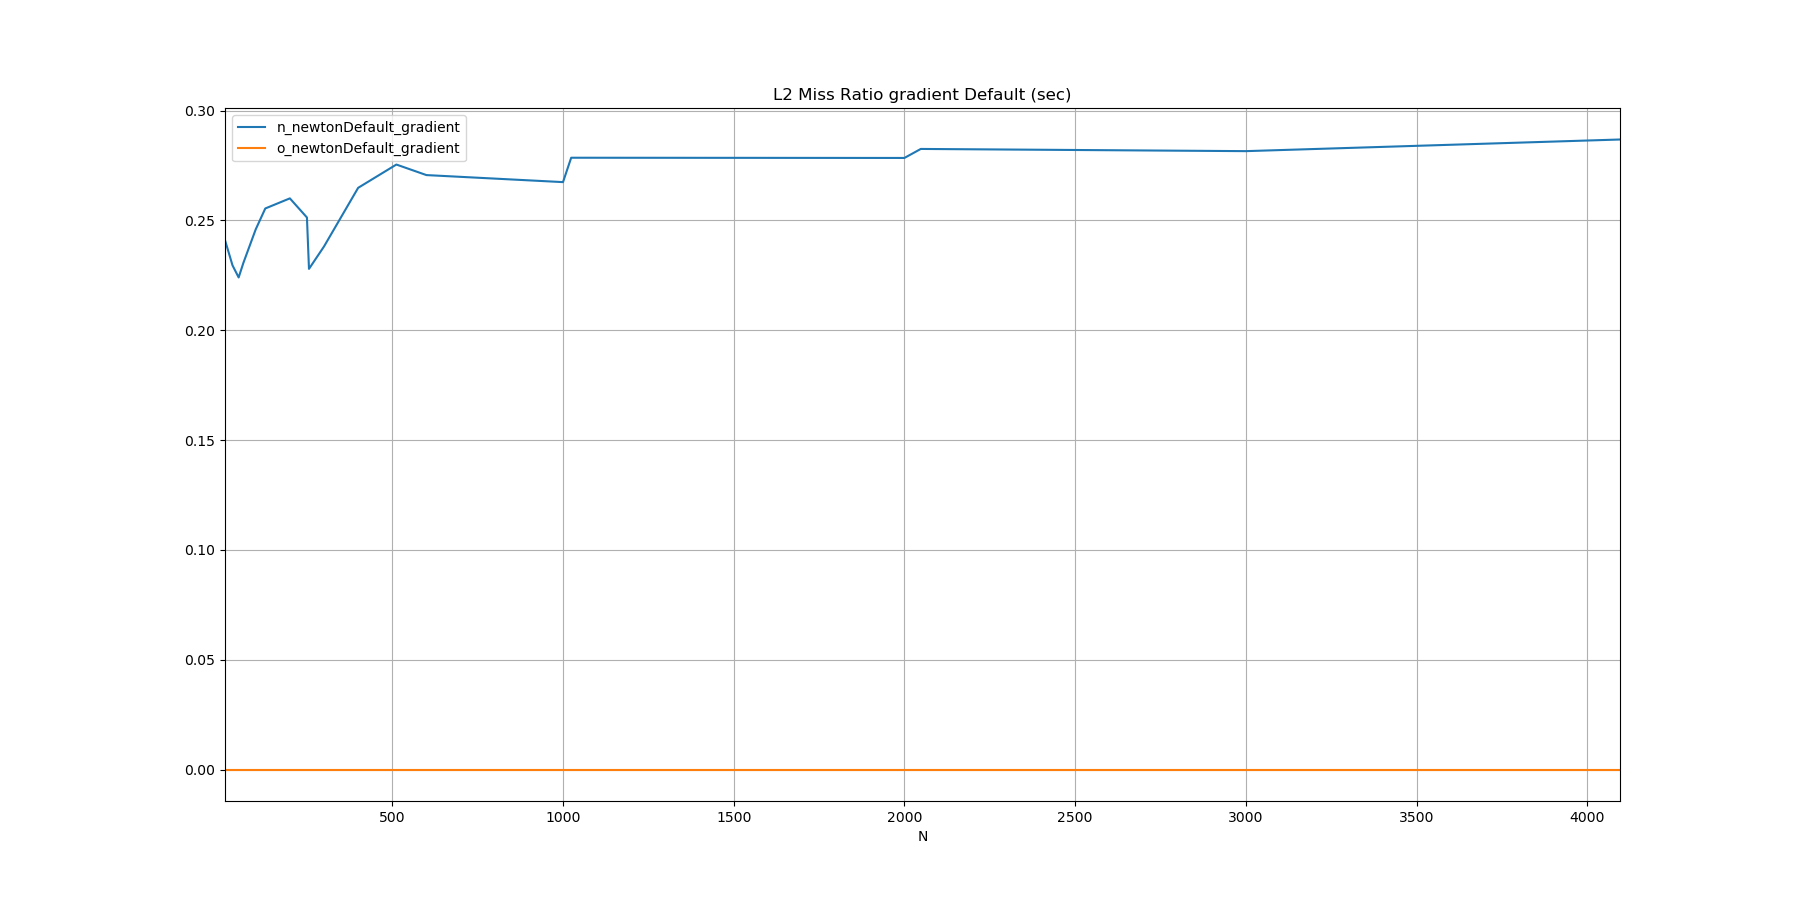 L2 Miss Ratio gradient Default (sec)
0.30
n_newtonDefault_gradient
o_newtonDefault_gradient
0.25
0.20
0.15
0.10
0.05
0.00
500 1000 1500 2000 2500 3000 3500 4000
N